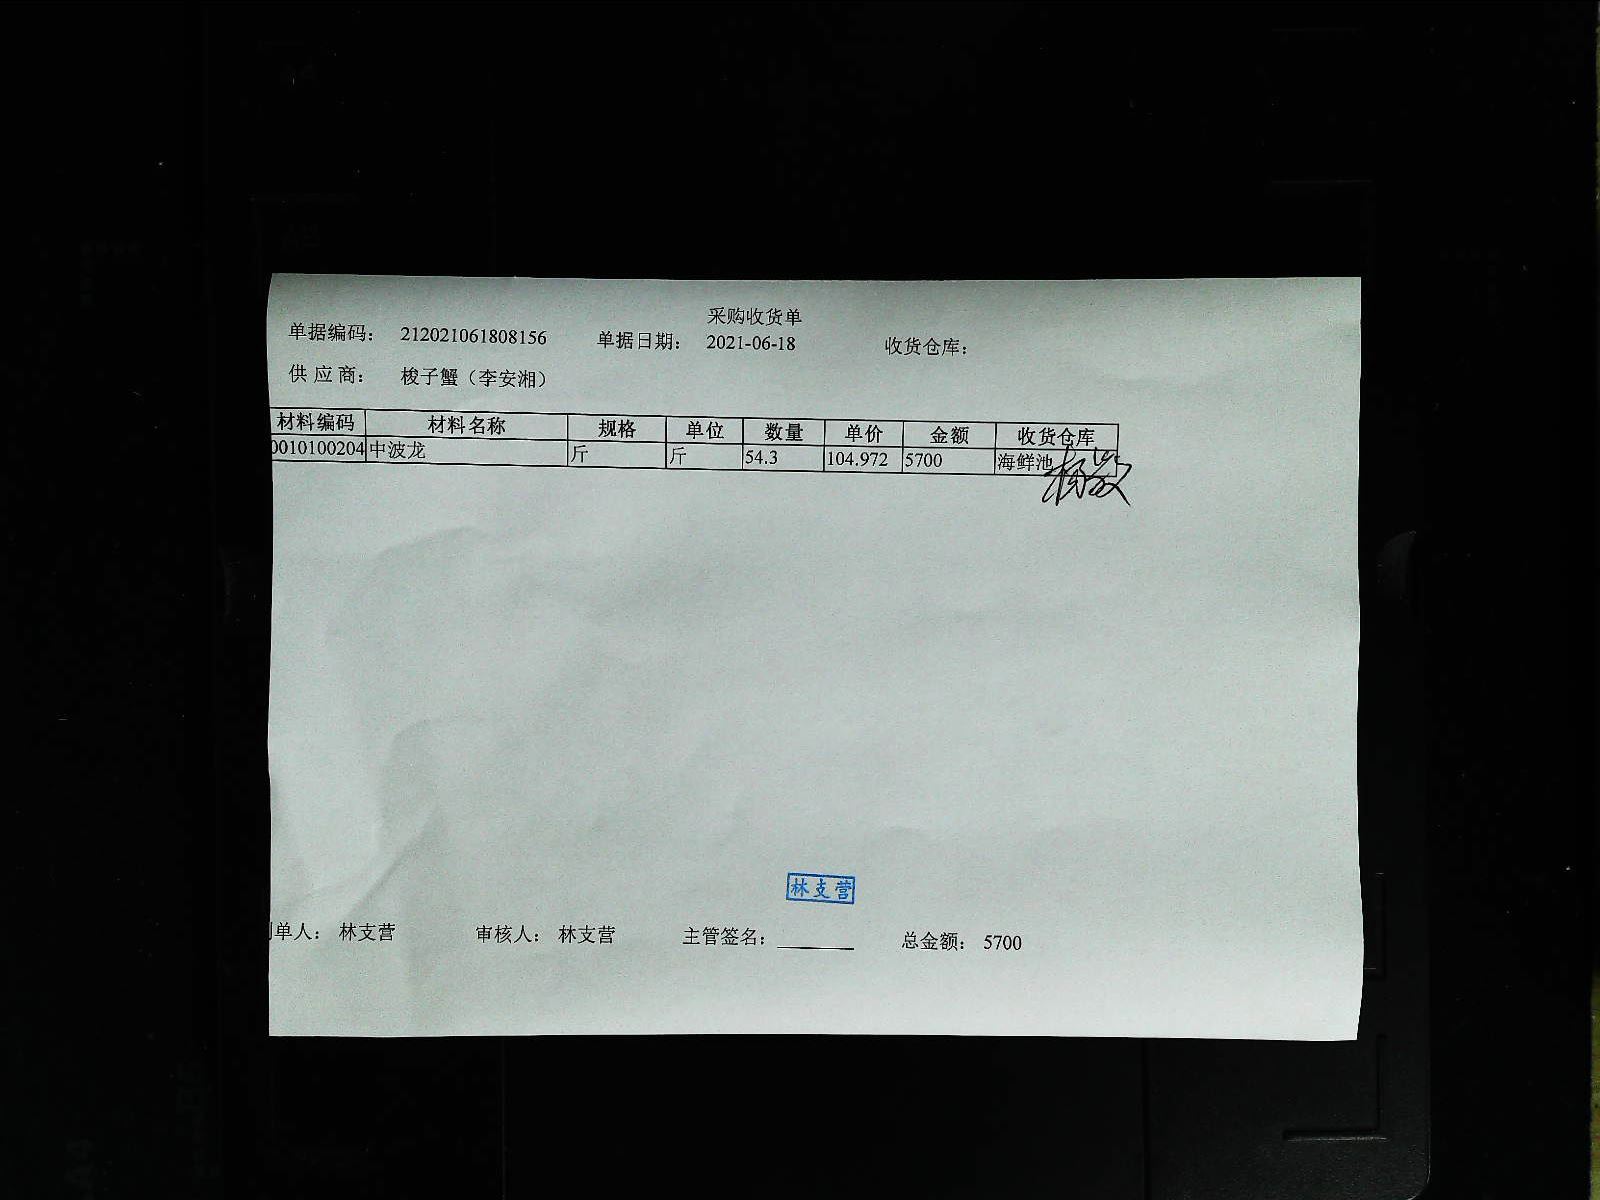 采购收货单
单据编码： 212021061808156 单据日期： 2021-06-18 收货仓库：
供 应 商： 梭子蟹（李安湘）
材料编码 材料名称 规格 单位 数量 单价 金额 收货仓库
0010100204 中波龙 斤 斤 54.3 104.972 5700 海鲜池
林支营
单人： 林支营 审核人： 林支营 主管签名： 总金额： 5700